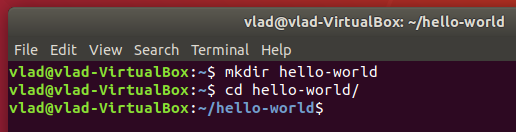 vlad@vlad-VirtualBox: ~/hello-world
File Edit View Search Terminal Help
vlad@vlad-VirtualBox:~$ mkdir hello-world
vlad@vlad-VirtualBox:~$ cd hello-world/
vlad@vlad-VirtualBox:~/hello-world$